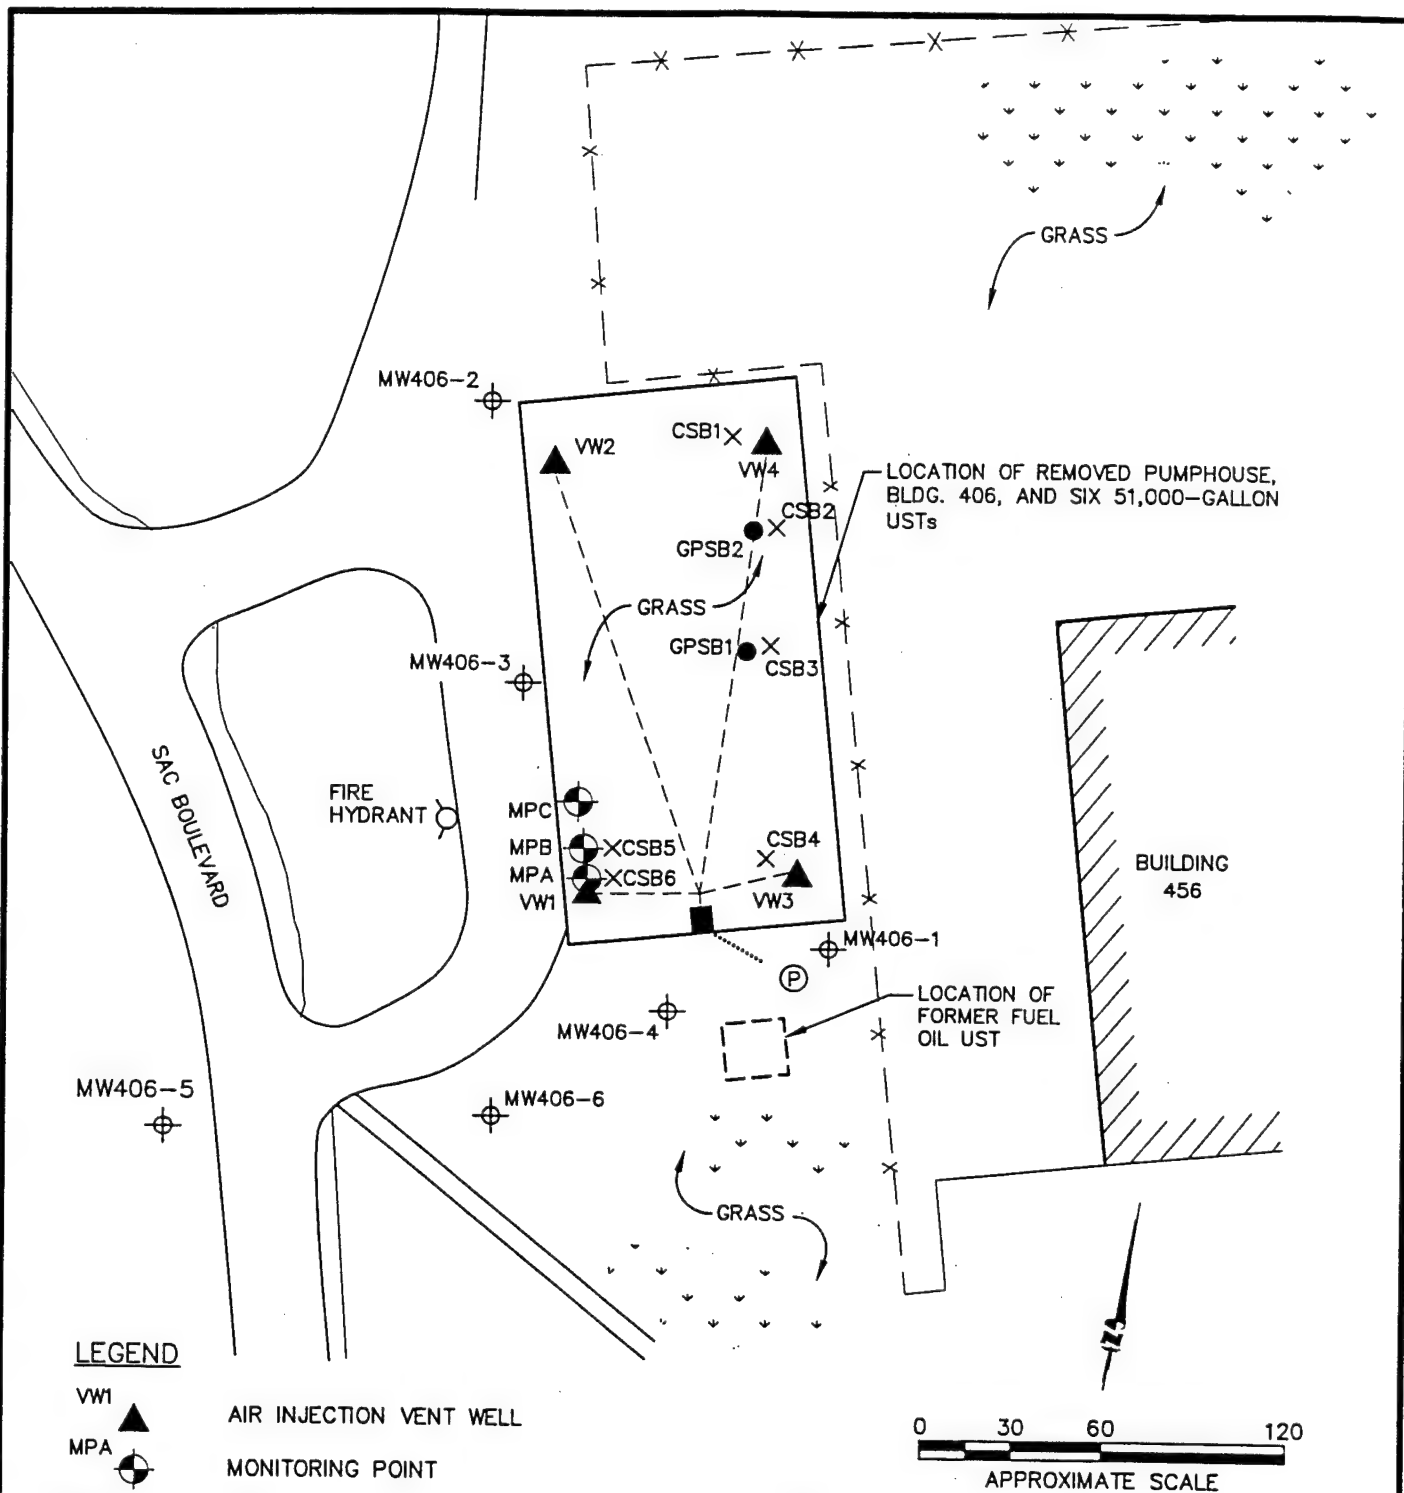 GRASS
MW406-2
CSB1
VW2
VW4
LOCATION OF REMOVED PUMPHOUSE,
BLDG. 406, AND SIX 51,000-GALLON
USTs
CSB2
GPSB2
GRASS
GPSB1
CSB3
MW406-3
SAC BOULEVARD
FIRE
HYDRANT
MPC
MPB
CSB5
CSB4
MPA
CSB6
VW1
VW3
BUILDING
456
MW406-1
P
LOCATION OF
FORMER FUEL
OIL UST
MW406-4
MW406-5
MW406-6
GRASS
N
LEGEND
VW1
AIR INJECTION VENT WELL
MPA
MONITORING POINT
0 30 60 120
APPROXIMATE SCALE